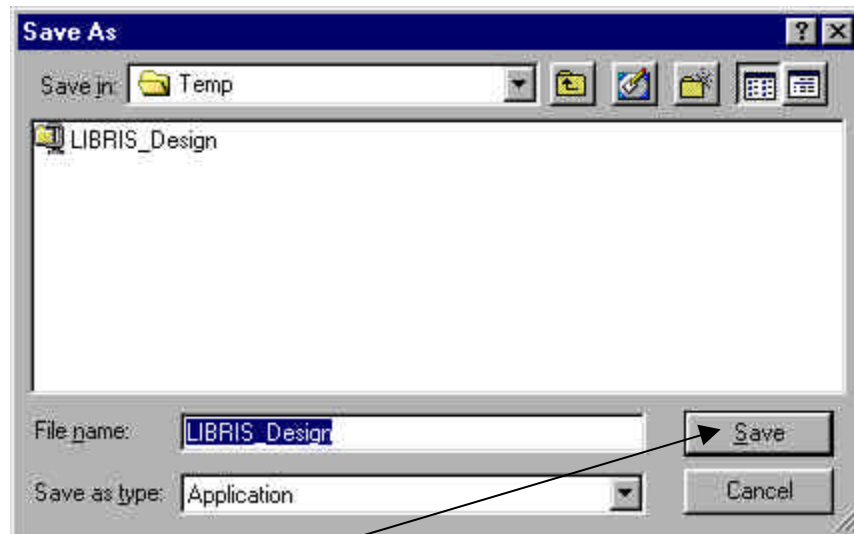 Save As
Save in: Temp
LIBRIS_Design
File name: LIBRIS_Design Save
Save as type: Application Cancel